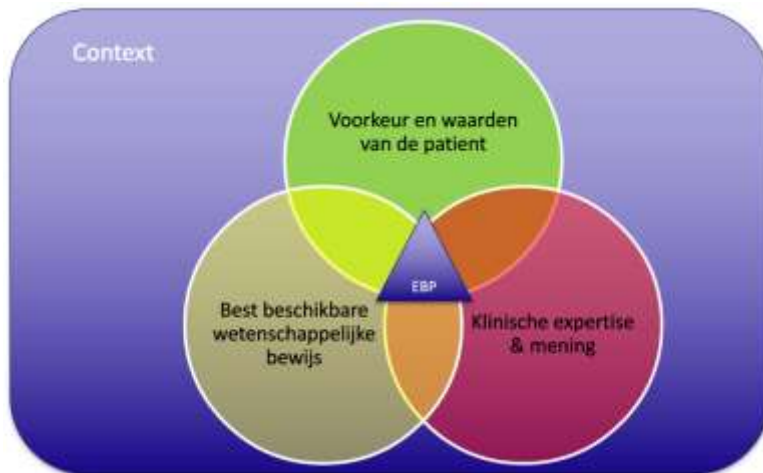 Context
Voorkeur en waarden
van de patient
EBP
Best beschikbare
wetenschappelijke
bewijs
Klinische expertise
& mening